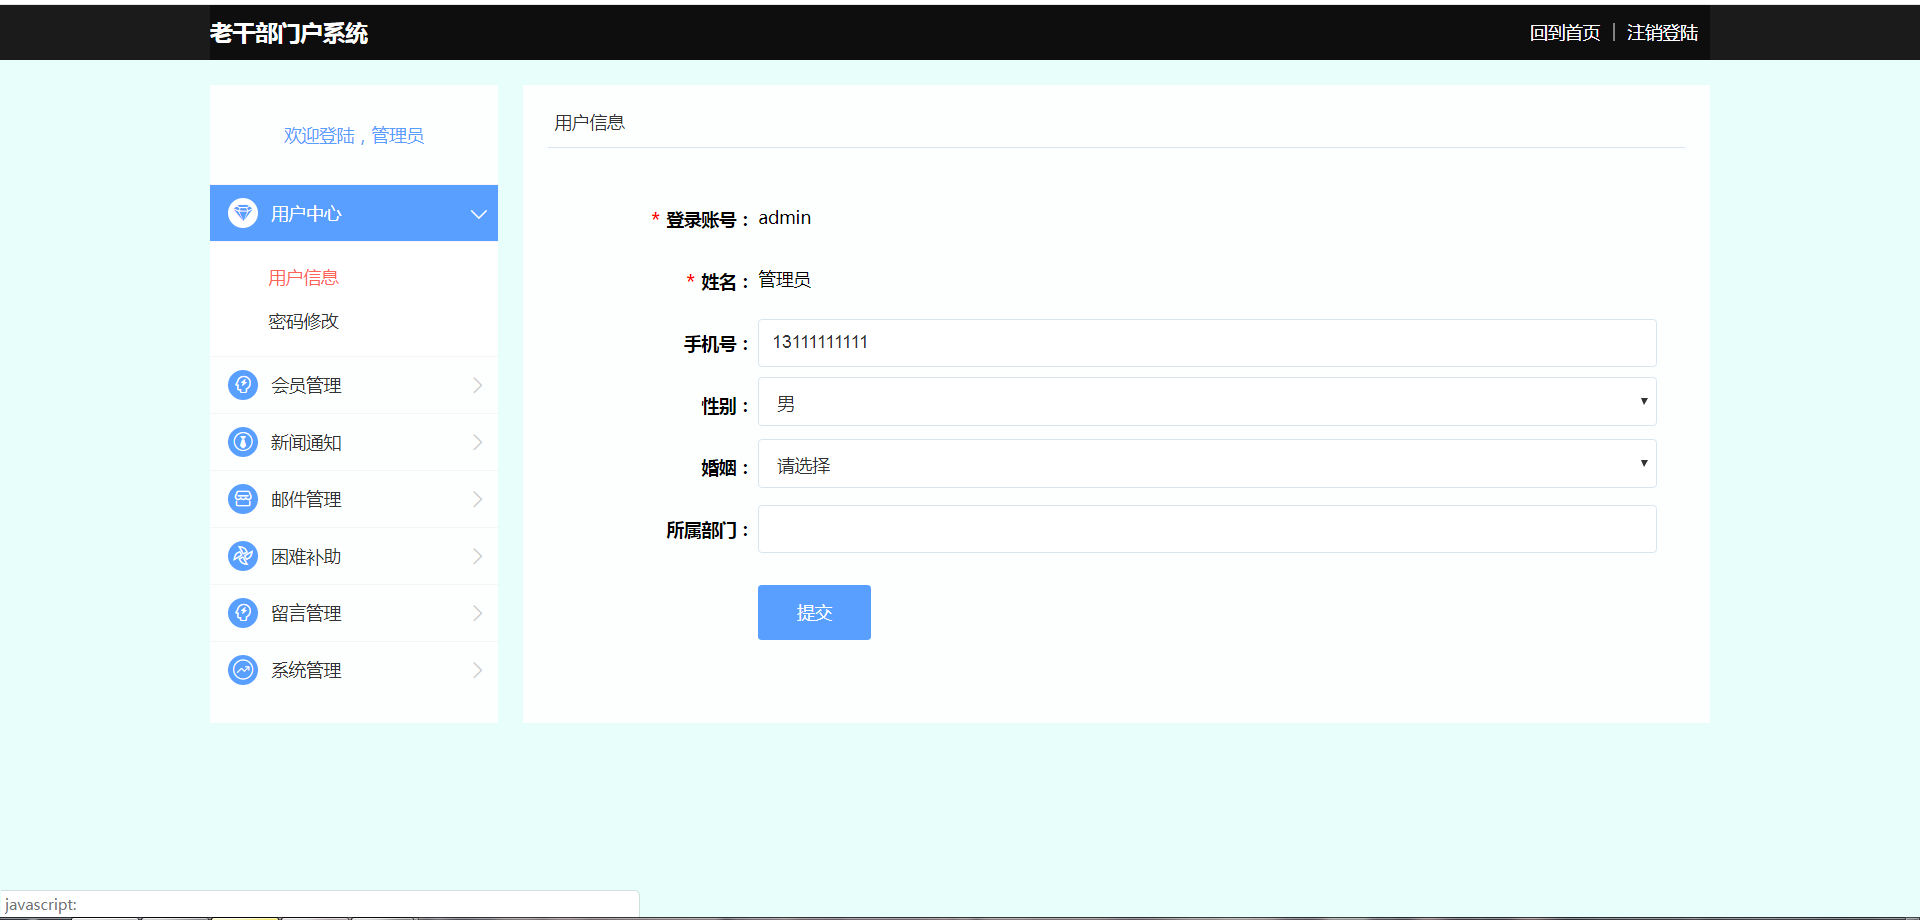 老干部门户系统
回到首页 | 注销登陆
欢迎登陆，管理员
用户中心
用户信息
密码修改
会员管理
新闻通知
邮件管理
困难补助
留言管理
系统管理
用户信息
* 登录账号： admin
* 姓名： 管理员
手机号： 13111111111
性别： 男
婚姻： 请选择
所属部门：
提交
javascript: